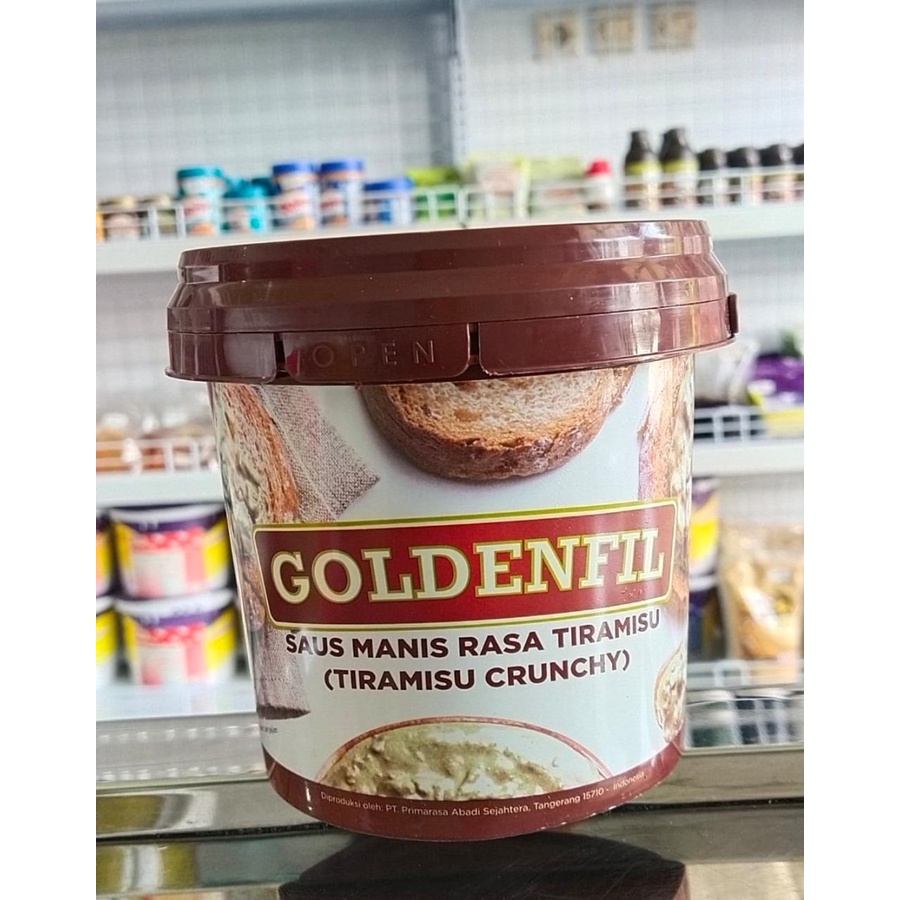 OPEN
GOLDENFIL
SAUS MANIS RASA TIRAMISU
(TIRAMISU CRUNCHY)
Diproduksi oleh: PT. Primarasa Abadi Sejahtera, Tangerang 15710 - Indonesia